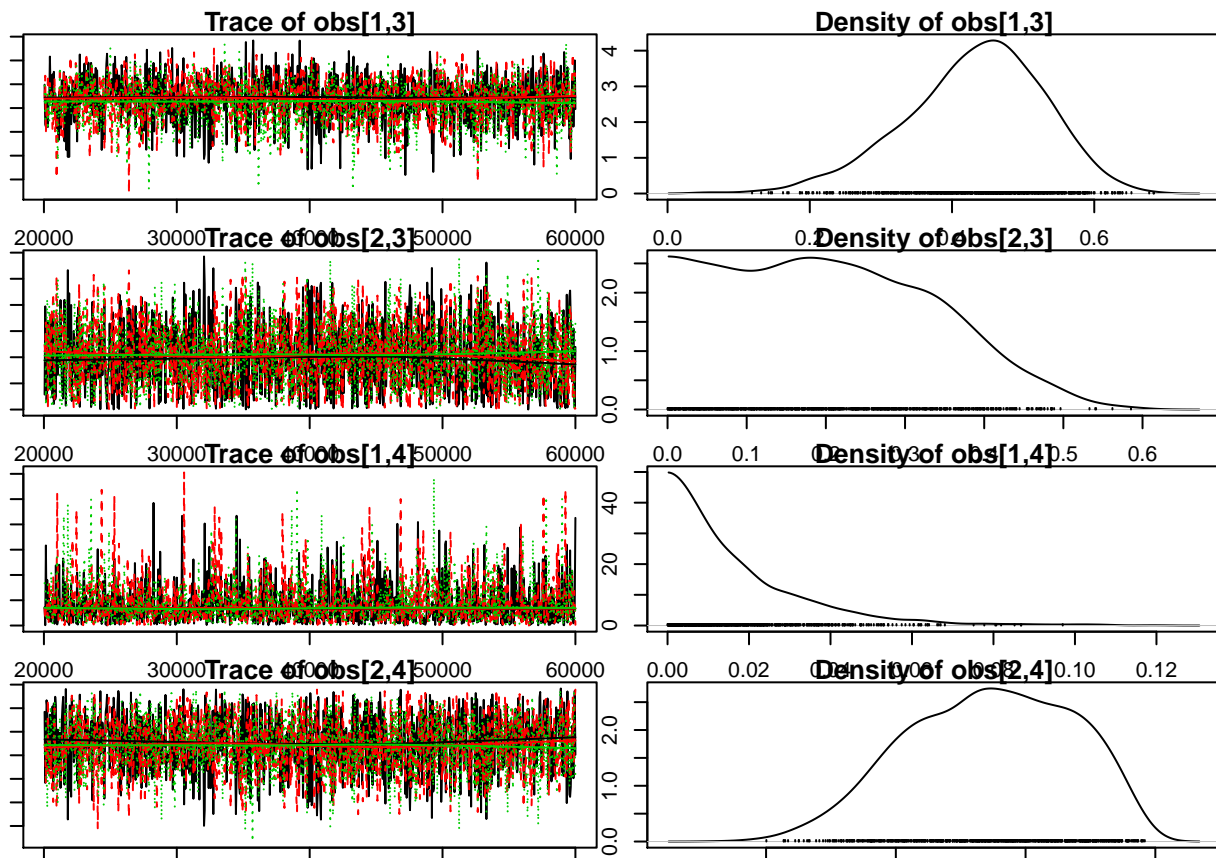 Trace of obs[1,3]
Density of obs[1,3]
0 1 2 3 4
20000 30000 40000 50000 60000
0.0 0.2 0.4 0.6
Trace of obs[2,3]
Density of obs[2,3]
0.0 1.0 2.0
20000 30000 40000 50000 60000
0.0 0.1 0.2 0.3 0.4 0.5 0.6
Trace of obs[1,4]
Density of obs[1,4]
0 20 40
20000 30000 40000 50000 60000
0.00 0.02 0.04 0.06 0.08 0.10 0.12
Trace of obs[2,4]
Density of obs[2,4]
0.0 1.0 2.0